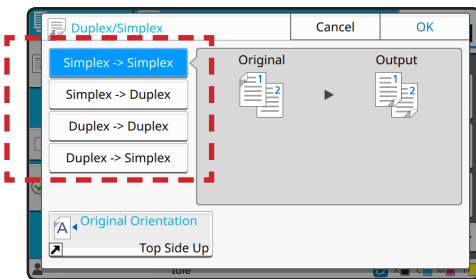 Duplex/Simplex
Cancel
OK
Simplex -> Simplex
Simplex -> Duplex
Duplex -> Duplex
Duplex -> Simplex
Original
Output
1
2
1
2
A
Original Orientation
Top Side Up
Idle
K
C
M